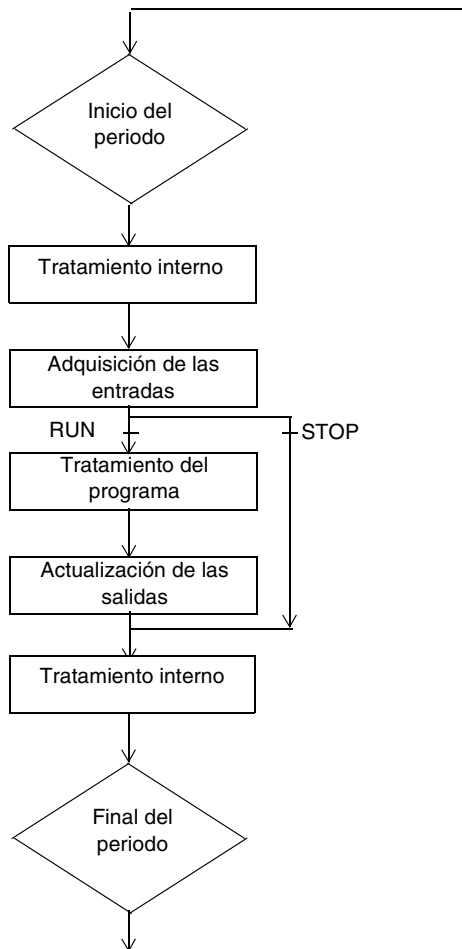 Inicio del
periodo
Tratamiento interno
Adquisición de las
entradas
RUN
STOP
Tratamiento del
programa
Actualización de las
salidas
Tratamiento interno
Final del
periodo